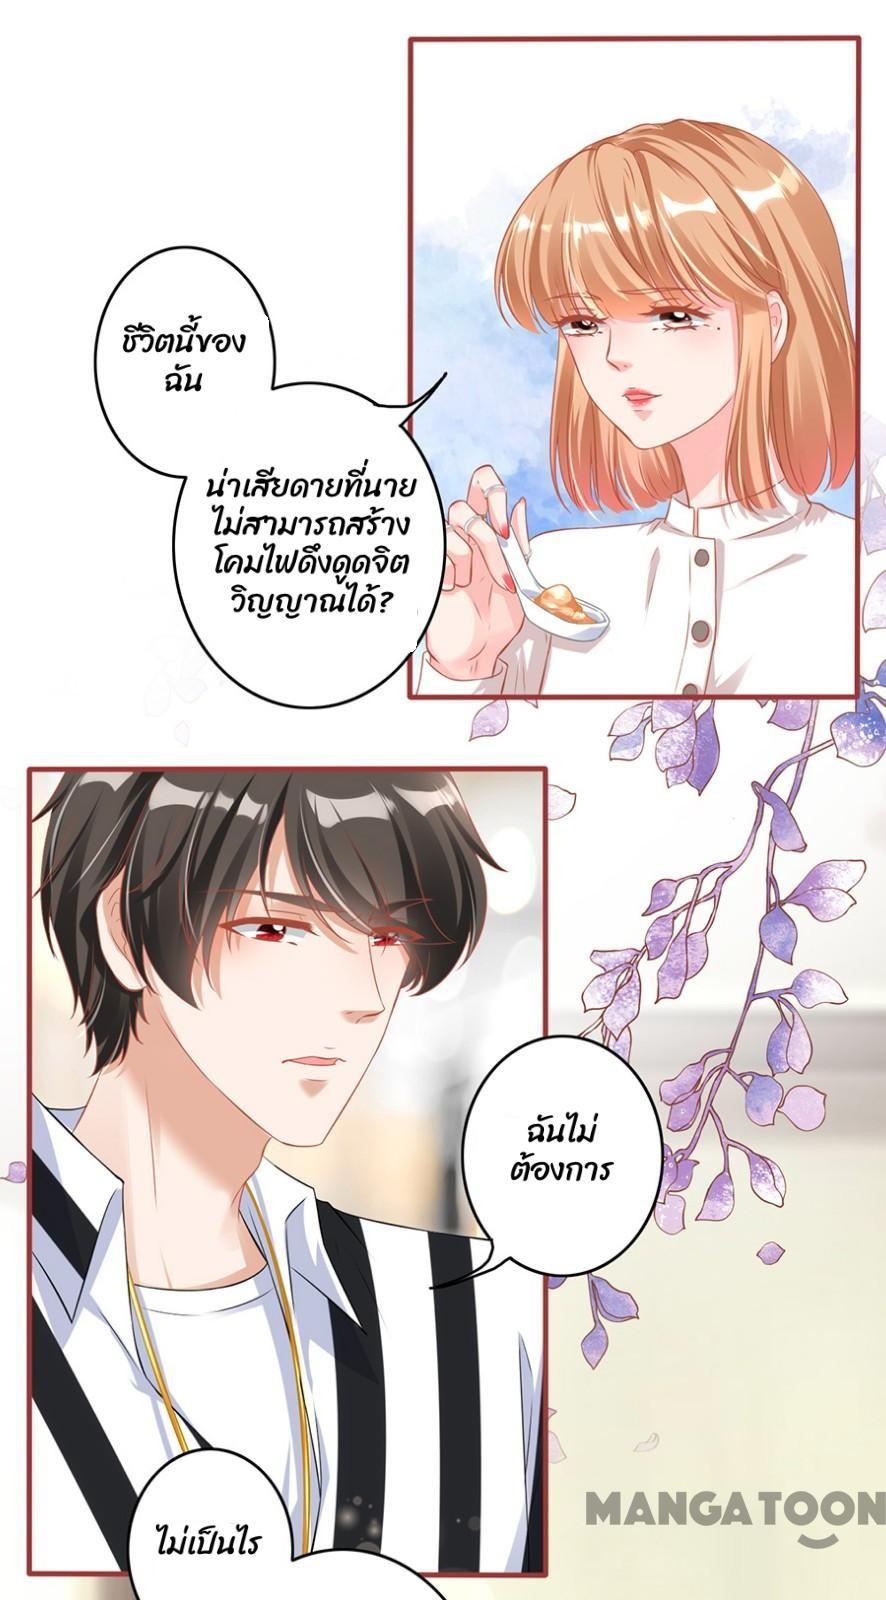 ชีวิตนี้ของ
ฉัน
น่าเสียดายที่นาย
ไม่สามารถสร้าง
โคมไฟดึงดูดจิต
วิญญาณได้?
ฉันไม่
ต้องการ
ไม่เป็นไร
MANGATOON